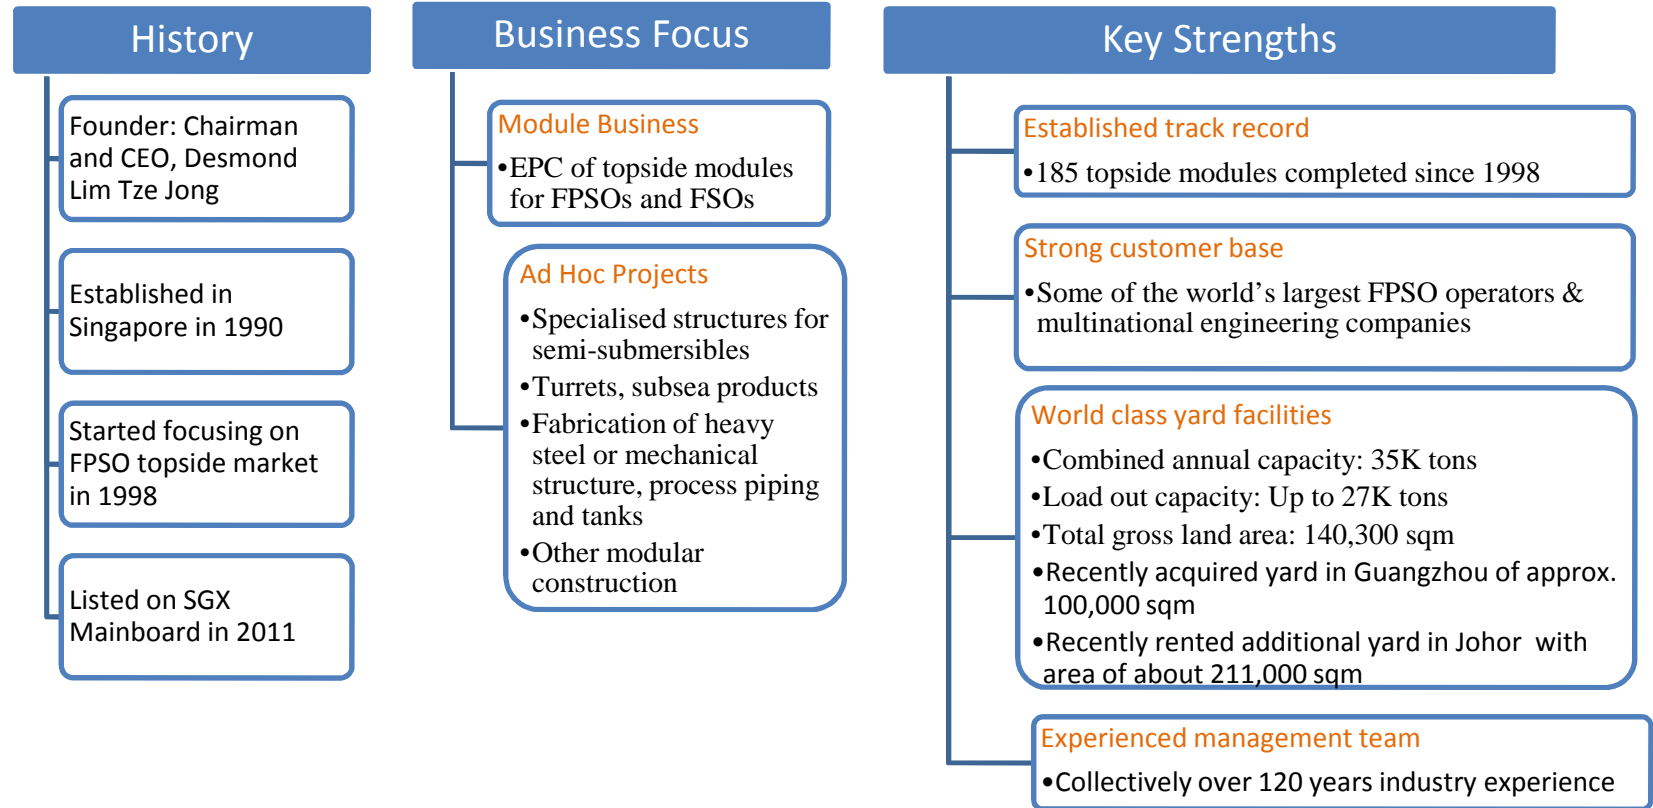 History
Founder: Chairman
and CEO, Desmond
Lim Tze Jong
Established in
Singapore in 1990
Started focusing on
FPSO topside market
in 1998
Listed on SGX
Mainboard in 2011
Business Focus
Module Business
•EPC of topside modules
for FPSOs and FSOs
Ad Hoc Projects
•Specialised structures for
semi-submersibles
•Turrets, subsea products
•Fabrication of heavy
steel or mechanical
structure, process piping
and tanks
•Other modular
construction
Key Strengths
Established track record
•185 topside modules completed since 1998
Strong customer base
•Some of the world’s largest FPSO operators &
multinational engineering companies
World class yard facilities
•Combined annual capacity: 35K tons
•Load out capacity: Up to 27K tons
•Total gross land area: 140,300 sqm
•Recently acquired yard in Guangzhou of approx.
100,000 sqm
•Recently rented additional yard in Johor with
area of about 211,000 sqm
Experienced management team
•Collectively over 120 years industry experience